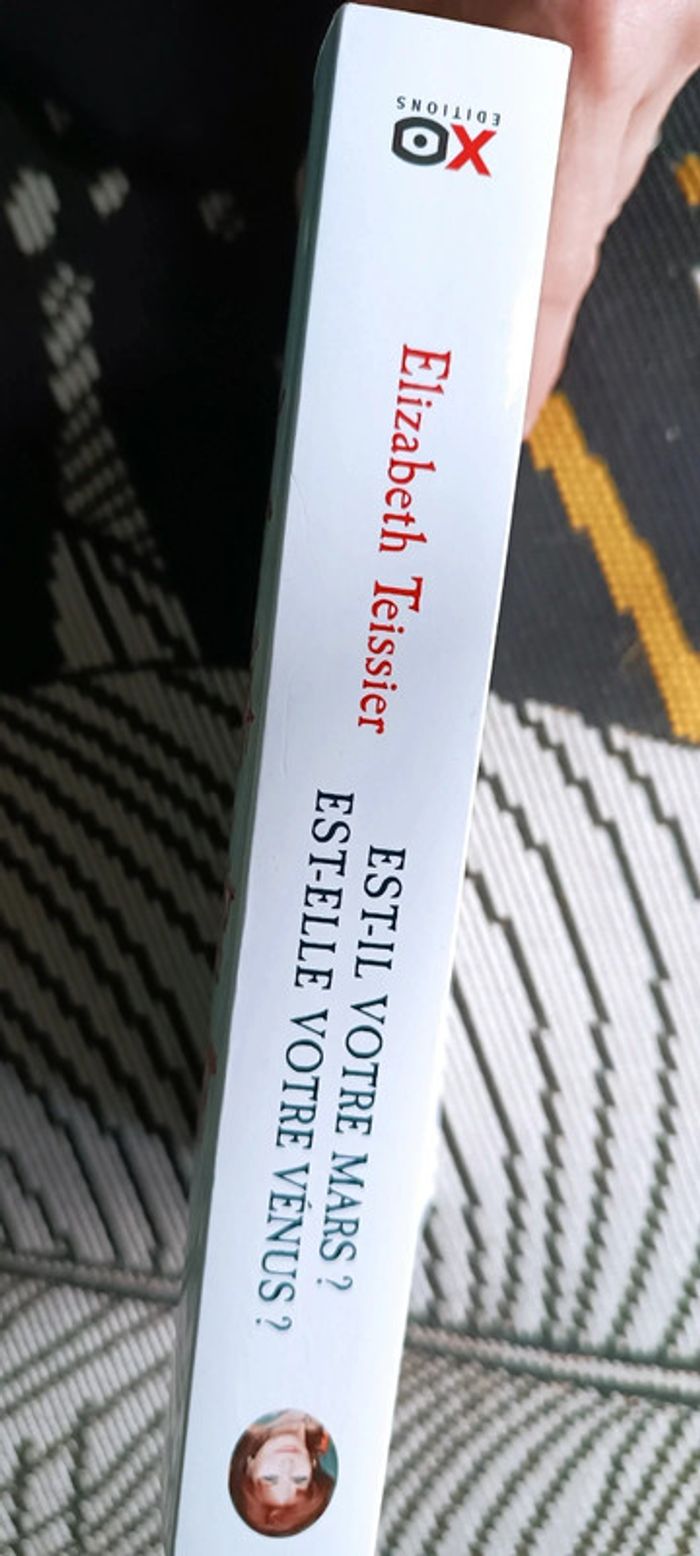 XO
EDITIONS
Elizabeth Teissier
EST-IL VOTRE MARS ?
EST-ELLE VOTRE VÉNUS ?